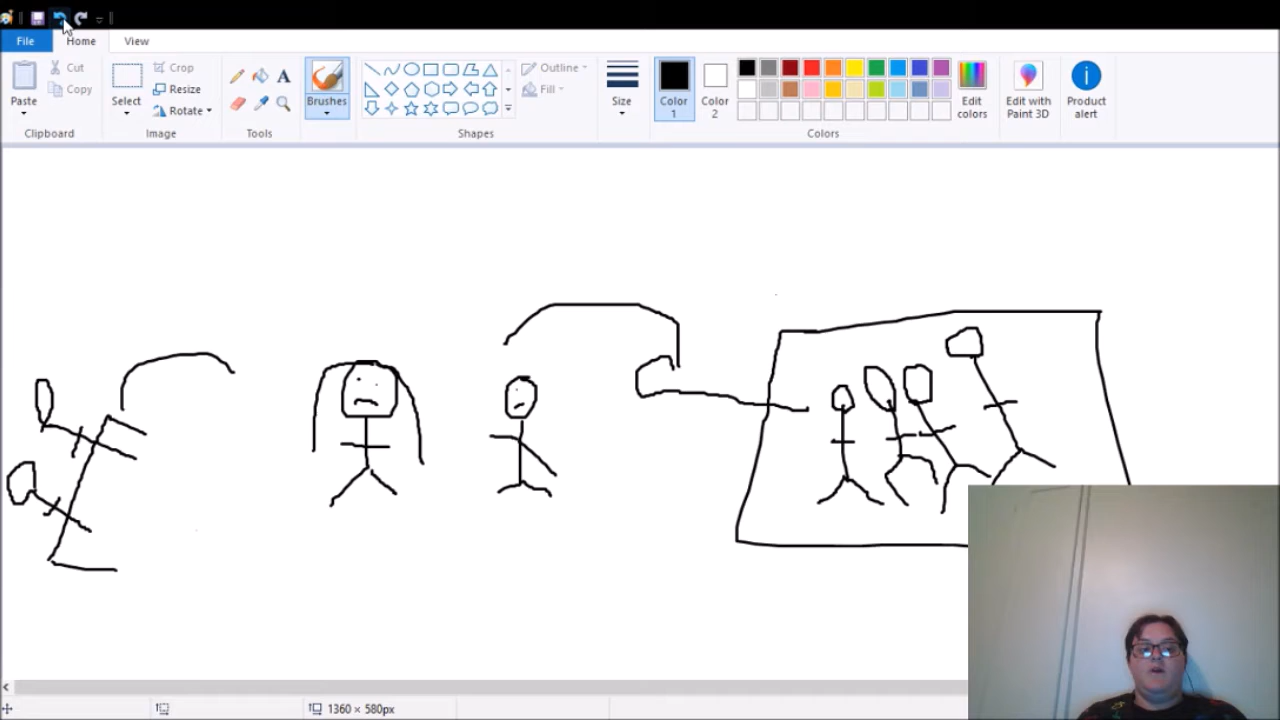 File Home View
Cut
Copy
Paste
Clipboard
Select
Crop
Resize
Rotate
Image
Tools
Brushes
Outline
Fill
Shapes
Size
Color
1
Color
2
Edit
colors
Colors
Edit with
Paint 3D
Product
alert
1360 × 580px